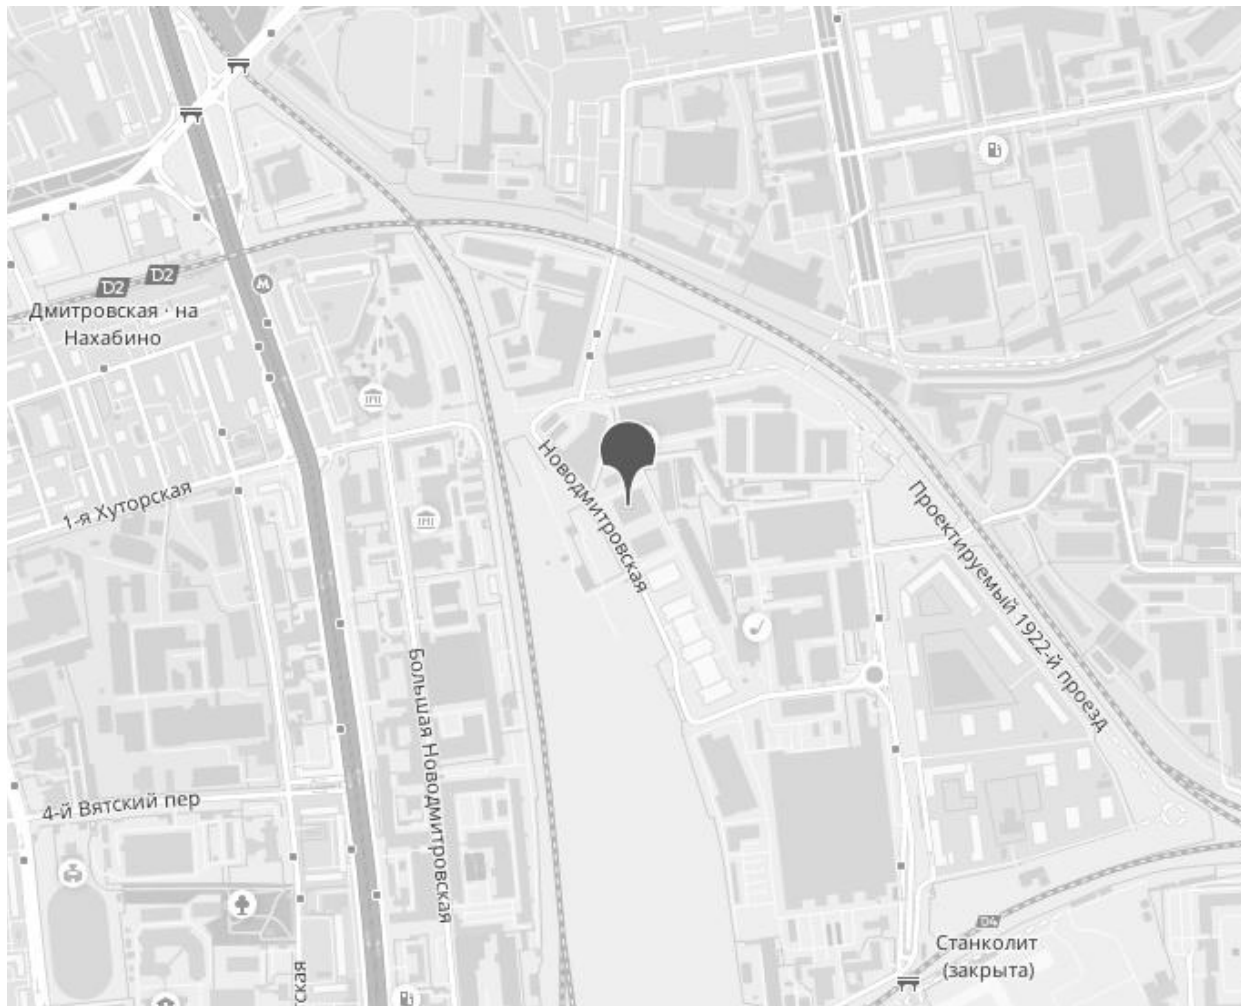 D2
D2
Дмитровская · на
Нахабино
М
1-я Хуторская
Новодмитровская
Проектируемый 1922-й проезд
Большая Новодмитровская
4-й Вятский пер
D4
Станколит
(закрыта)
тская